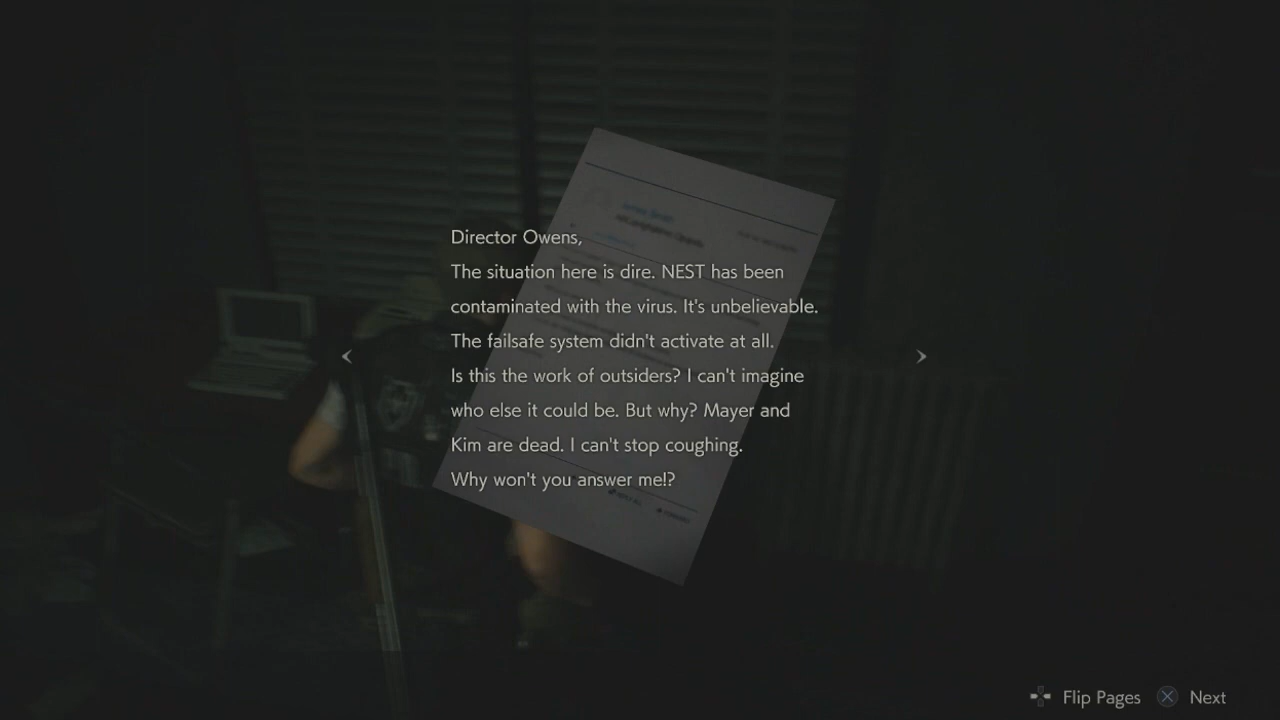 Director Owens,
The situation here is dire. NEST has been
contaminated with the virus. It's unbelievable.
The failsafe system didn't activate at all.
Is this the work of outsiders? I can't imagine
who else it could be. But why? Mayer and
Kim are dead. I can't stop coughing.
Why won't you answer me!?
Flip Pages
Next